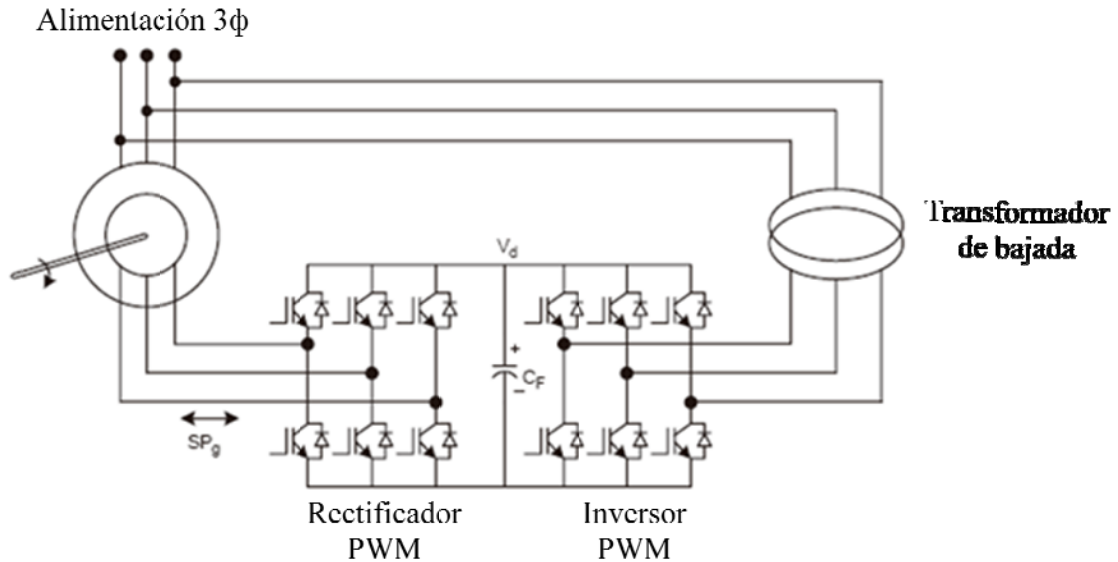 Alimentación 3ϕ
Transformador
de bajada
V_d
+
C_F
−
SP_g
Rectificador
PWM
Inversor
PWM